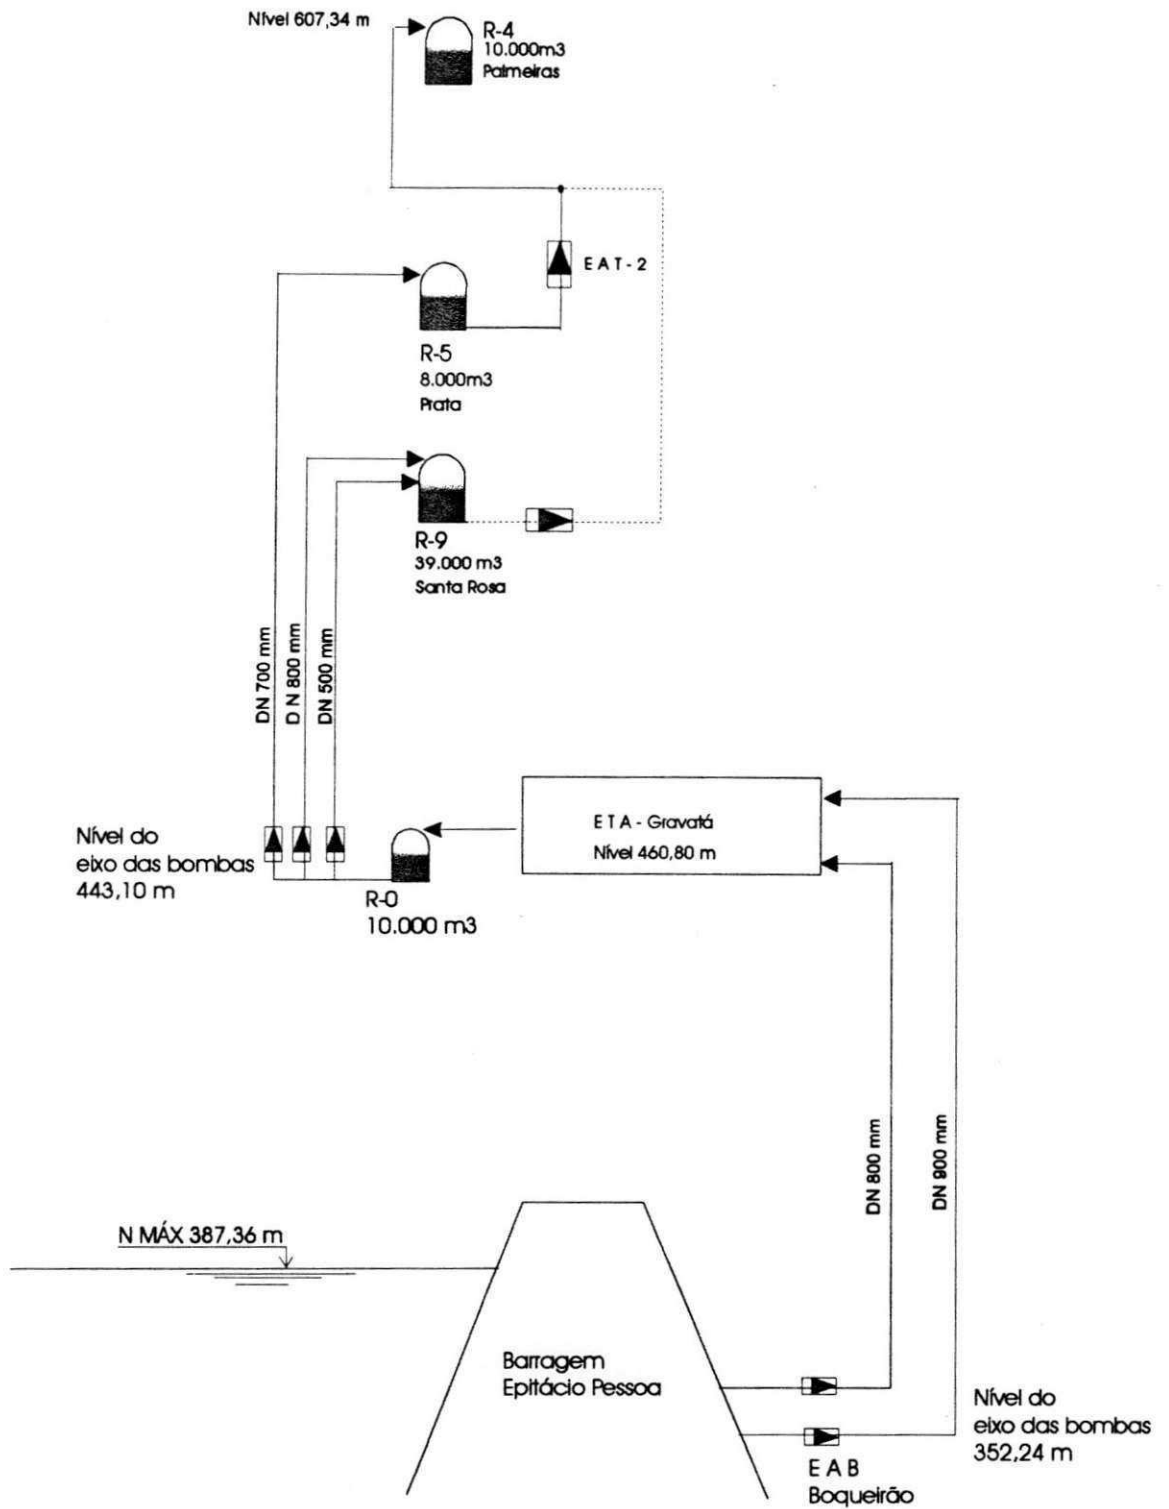 Nível 607,34 m
R-4
10.000m3
Palmeiras
EAT-2
R-5
8.000m3
Prata
R-9
39.000 m3
Santa Rosa
DN 700 mm
DN 800 mm
DN 500 mm
Nível do
eixo das bombas
443,10 m
ETA - Gravatá
Nível 460,80 m
R-0
10.000 m3
DN 800 mm
DN 900 mm
N MÁX 387,36 m
Barragem
Epitácio Pessoa
Nível do
eixo das bombas
352,24 m
EAB
Boqueirão